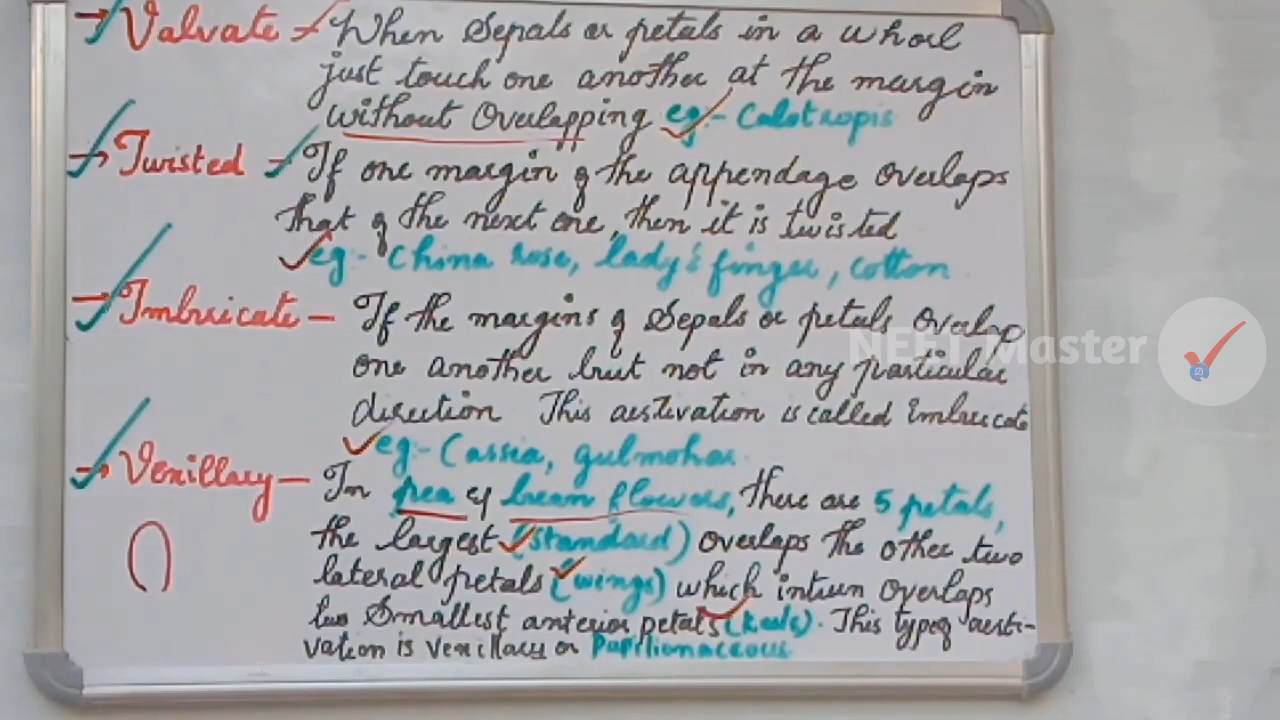 → Valvate - When Sepals or petals in a whorl
just touch one another at the margin
without Overlapping eg:- Calotropis
→ Twisted - If one margin of the appendage overlaps
that of the next one, then it is twisted
eg- China rose, lady's finger, cotton
→ Imbricate - If the margins of Sepals or petals Overlap
one another but not in any particular
direction This aestivation is called Imbricate
eg- Cassia, gulmohar.
→ Vexillary - In pea & bean flowers, there are 5 petals,
the largest (standard) overlaps the other two
lateral petals (wings) which inturn overlaps
two Smallest anterior petals (keels). This type of aesti-
vation is vexillary or Papilionaceous
NEET Master